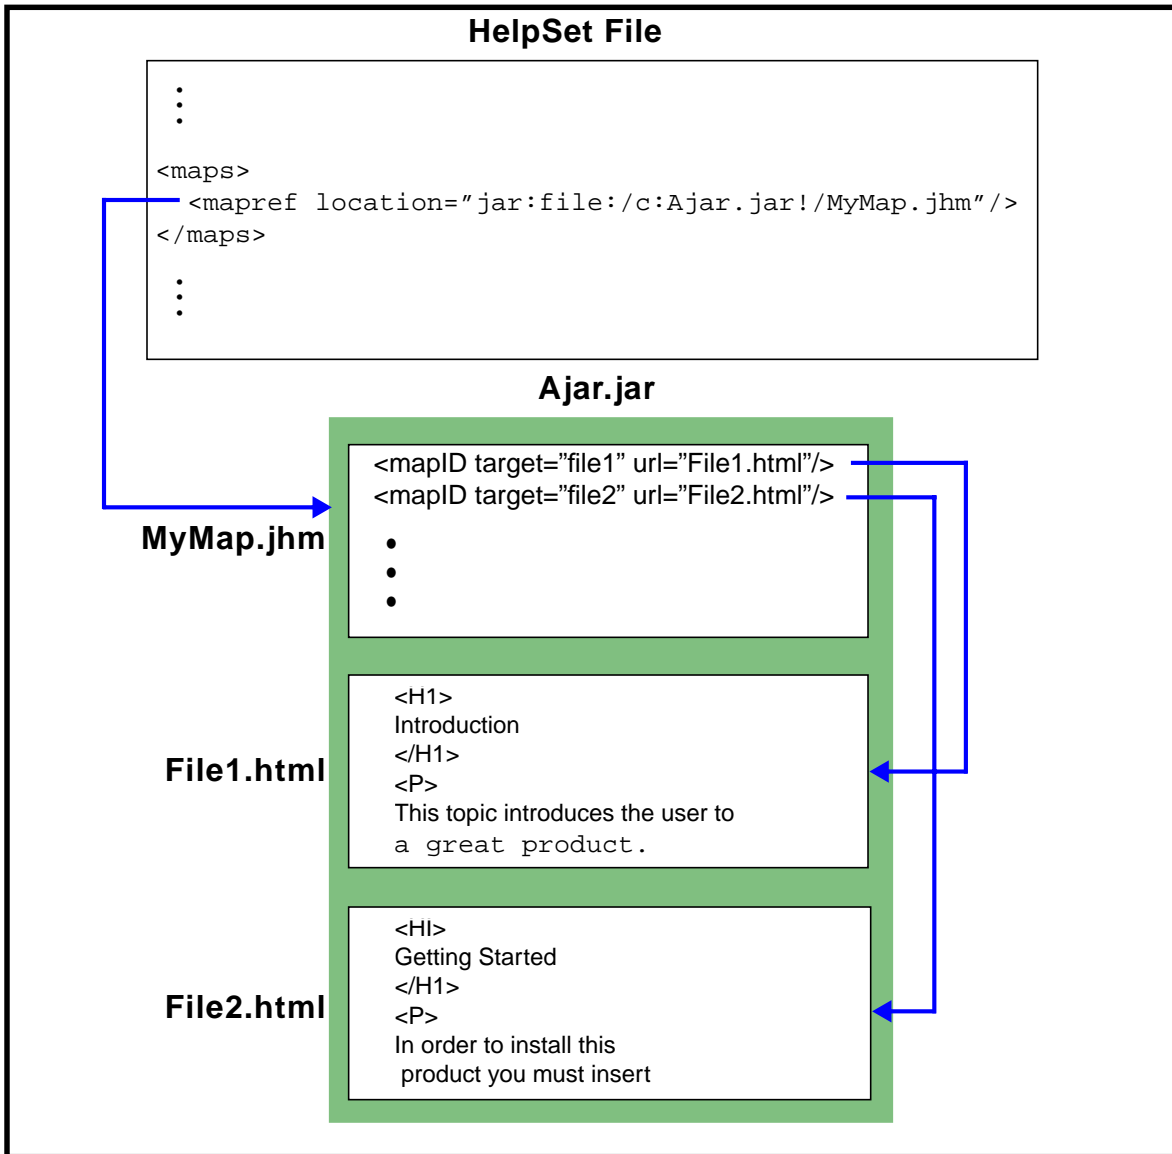 HelpSet File
<maps>
<mapref location="jar:file:/c:Ajar.jar!/MyMap.jhm"/>
</maps>
Ajar.jar
<mapID target=”file1” url=”File1.html”/>
<mapID target=”file2” url=”File2.html”/>
MyMap.jhm
<H1>
Introduction
</H1>
File1.html
<P>
This topic introduces the user to
a great product.
<HI>
Getting Started
</H1>
File2.html
<P>
In order to install this
product you must insert